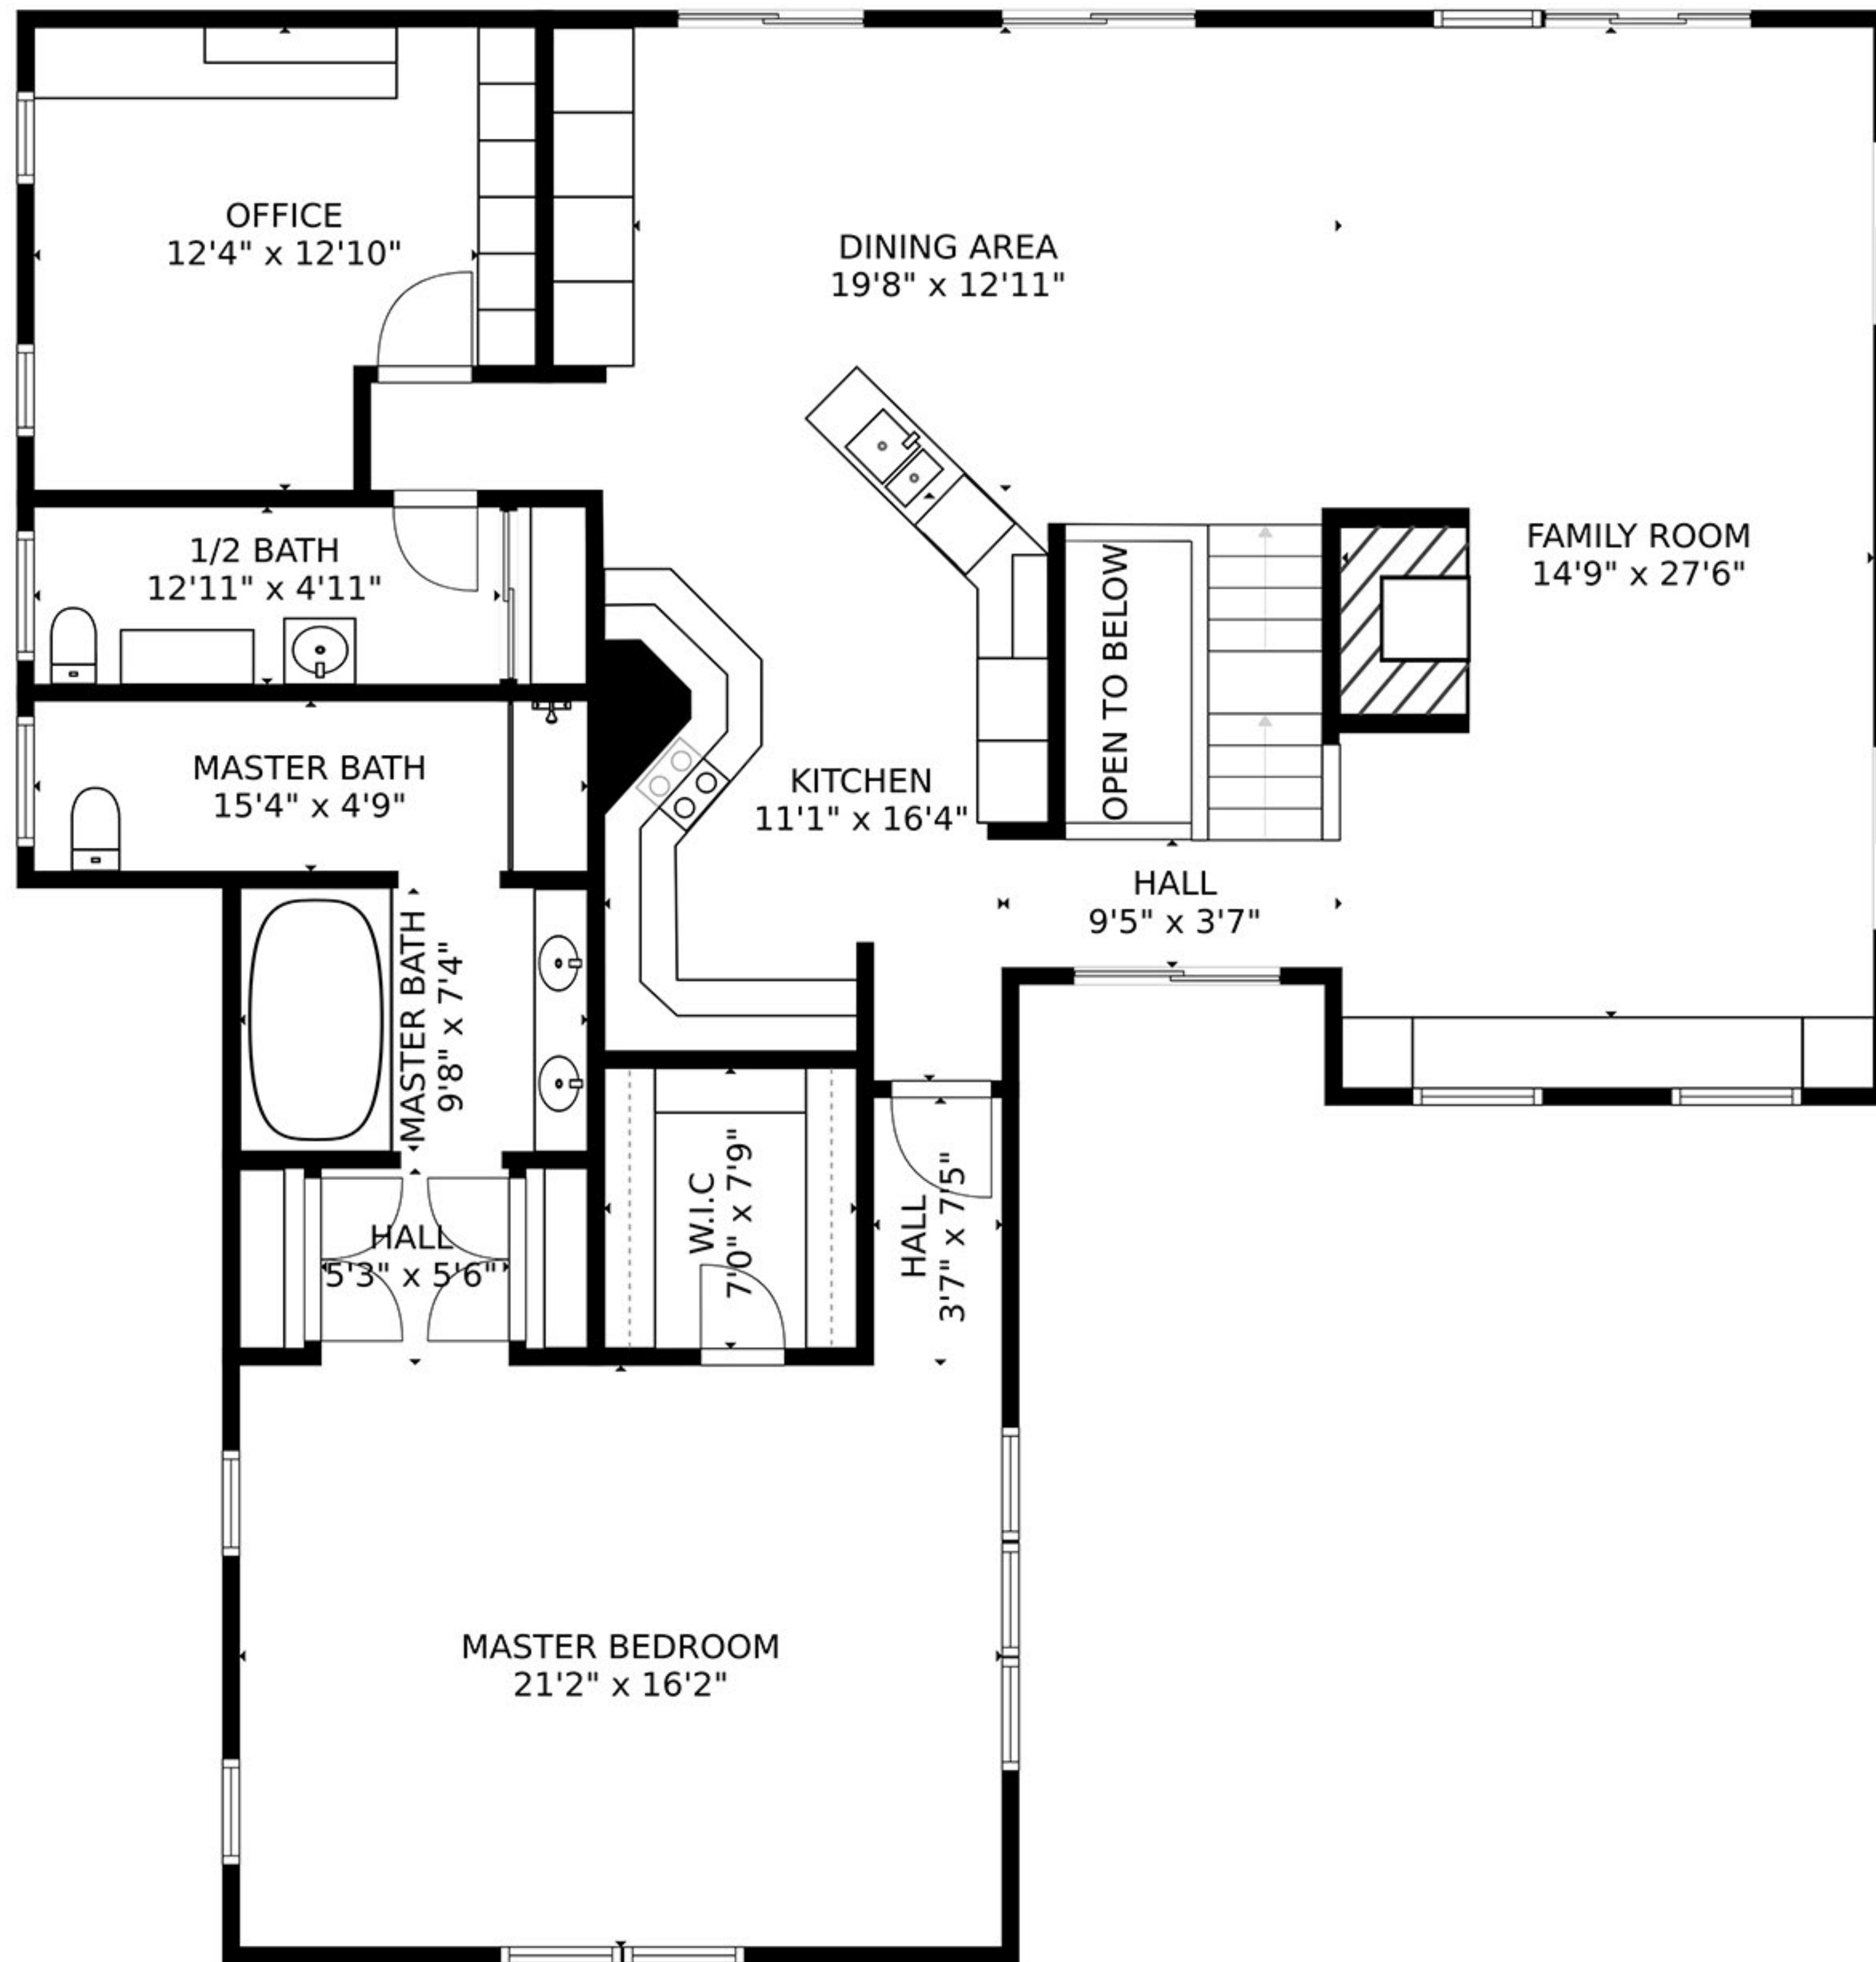 OFFICE
12'4" x 12'10"
DINING AREA
19'8" x 12'11"
FAMILY ROOM
14'9" x 27'6"
1/2 BATH
12'11" x 4'11"
OPEN TO BELOW
MASTER BATH
15'4" x 4'9"
KITCHEN
11'1" x 16'4"
HALL
9'5" x 3'7"
MASTER BATH
9'8" x 7'4"
HALL
5'3" x 5'6"
W.I.C
7'0" x 7'9"
HALL
3'7" x 7'5"
MASTER BEDROOM
21'2" x 16'2"